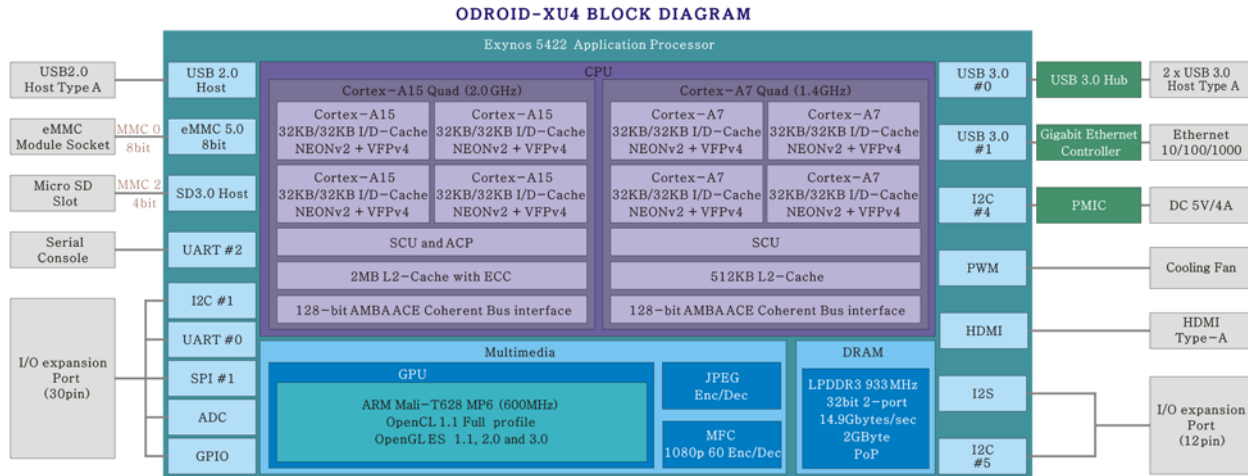 ODROID-XU4 BLOCK DIAGRAM
Exynos 5422 Application Processor
USB2.0
Host Type A
eMMC
Module Socket
Micro SD
Slot
Serial
Console
I/O expansion
Port
(30pin)
MMC 0
8bit
MMC 2
4bit
USB 2.0
Host
eMMC 5.0
8bit
SD3.0 Host
UART #2
I2C #1
UART #0
SPI #1
ADC
GPIO
CPU
Cortex-A15 Quad (2.0GHz)
Cortex-A15
32KB/32KB I/D-Cache
NEONv2 + VFPv4
Cortex-A15
32KB/32KB I/D-Cache
NEONv2 + VFPv4
Cortex-A15
32KB/32KB I/D-Cache
NEONv2 + VFPv4
Cortex-A15
32KB/32KB I/D-Cache
NEONv2 + VFPv4
SCU and ACP
2MB L2-Cache with ECC
128-bit AMBA ACE Coherent Bus interface
Cortex-A7 Quad (1.4GHz)
Cortex-A7
32KB/32KB I/D-Cache
NEONv2 + VFPv4
Cortex-A7
32KB/32KB I/D-Cache
NEONv2 + VFPv4
Cortex-A7
32KB/32KB I/D-Cache
NEONv2 + VFPv4
Cortex-A7
32KB/32KB I/D-Cache
NEONv2 + VFPv4
SCU
512KB L2-Cache
128-bit AMBA ACE Coherent Bus interface
Multimedia
GPU
ARM Mali-T628 MP6 (600MHz)
OpenCL 1.1 Full profile
OpenGL ES 1.1, 2.0 and 3.0
JPEG
Enc/Dec
MFC
1080p 60 Enc/Dec
DRAM
LPDDR3 933MHz
32bit 2-port
14.9Gbytes/sec
2GByte
PoP
USB 3.0
#0
USB 3.0
#1
I2C
#4
PWM
HDMI
I2S
I2C
#5
USB 3.0 Hub
Gigabit Ethernet
Controller
PMIC
2 x USB 3.0
Host Type A
Ethernet
10/100/1000
DC 5V/4A
Cooling Fan
HDMI
Type-A
I/O expansion
Port
(12pin)